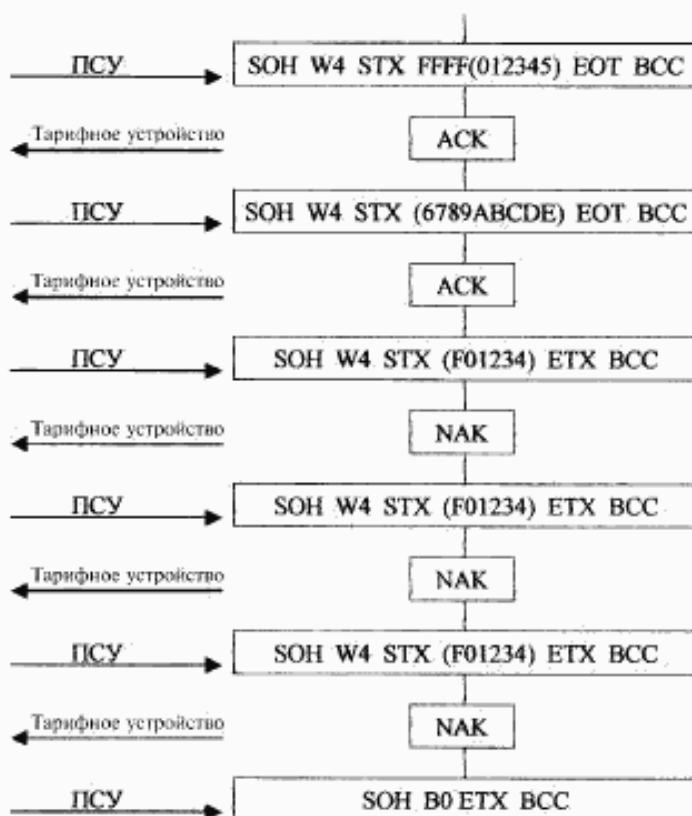 ПСУ SOH W4 STX FFFF(012345) EOT BCC
Тарифное устройство ACK
ПСУ SOH W4 STX (6789ABCDE) EOT BCC
Тарифное устройство ACK
ПСУ SOH W4 STX (F01234) ETX BCC
Тарифное устройство NAK
ПСУ SOH W4 STX (F01234) ETX BCC
Тарифное устройство NAK
ПСУ SOH W4 STX (F01234) ETX BCC
Тарифное устройство NAK
ПСУ SOH B0 ETX BCC